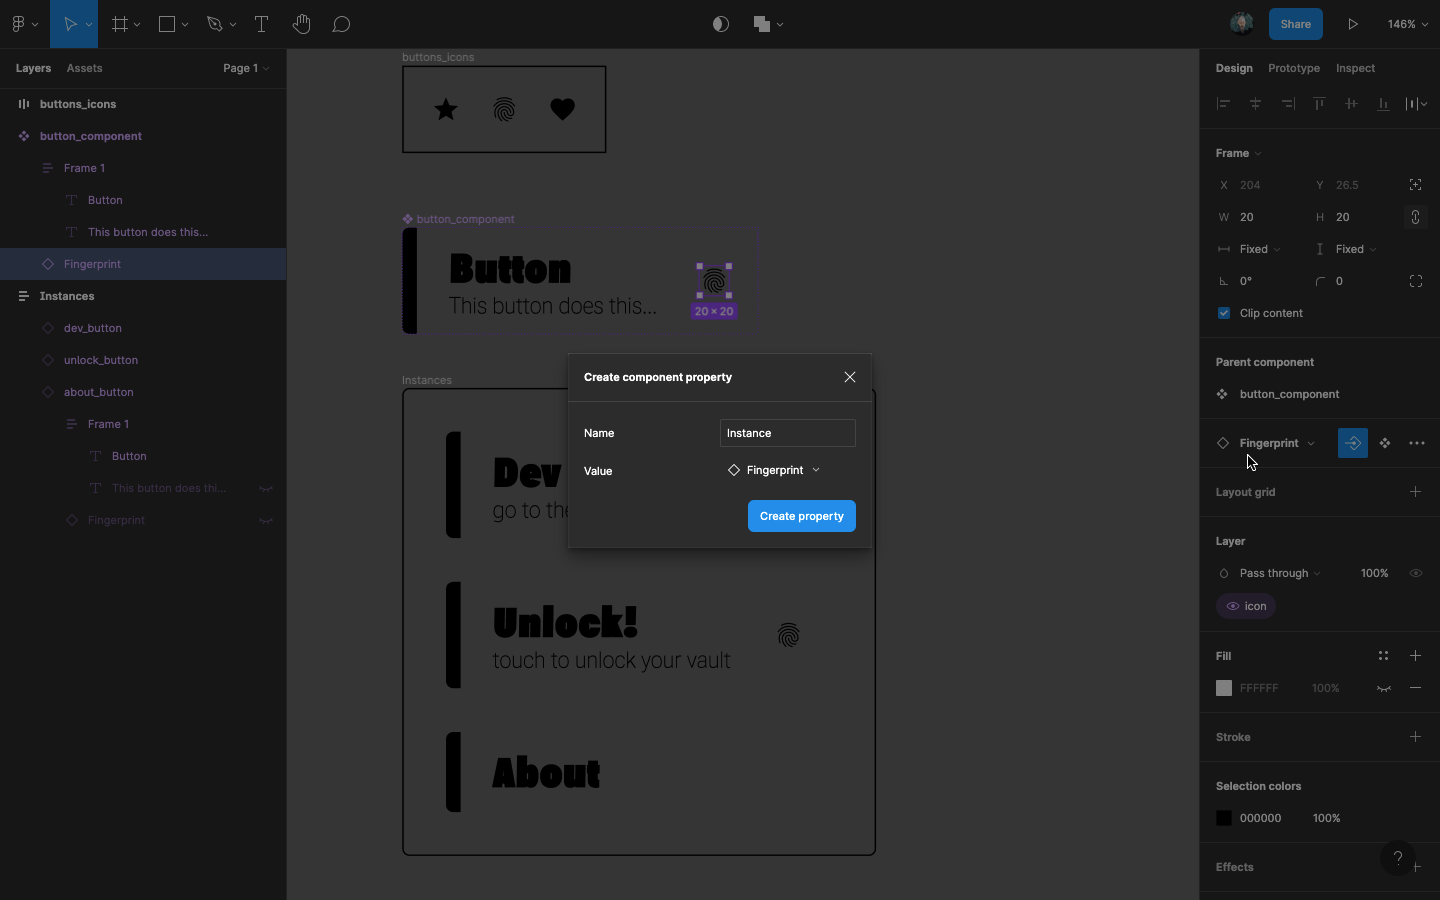 Share
146%
Layers
Assets
Page 1
buttons_icons
button_component
Frame 1
Button
This button does this...
Fingerprint
Instances
dev_button
unlock_button
about_button
Frame 1
Button
This button does thi...
Fingerprint
buttons_icons
button_component
Button
This button does this...
20 × 20
Instances
Dev
go to the
Unlock!
touch to unlock your vault
About
Create component property
Name
Instance
Value
Fingerprint
Create property
Design
Prototype
Inspect
Frame
X 204 Y 26.5
W 20 H 20
Fixed Fixed
0° 0
Clip content
Parent component
button_component
Fingerprint
Layout grid
Layer
Pass through 100%
icon
Fill
FFFFFF 100%
Stroke
Selection colors
000000 100%
Effects
?